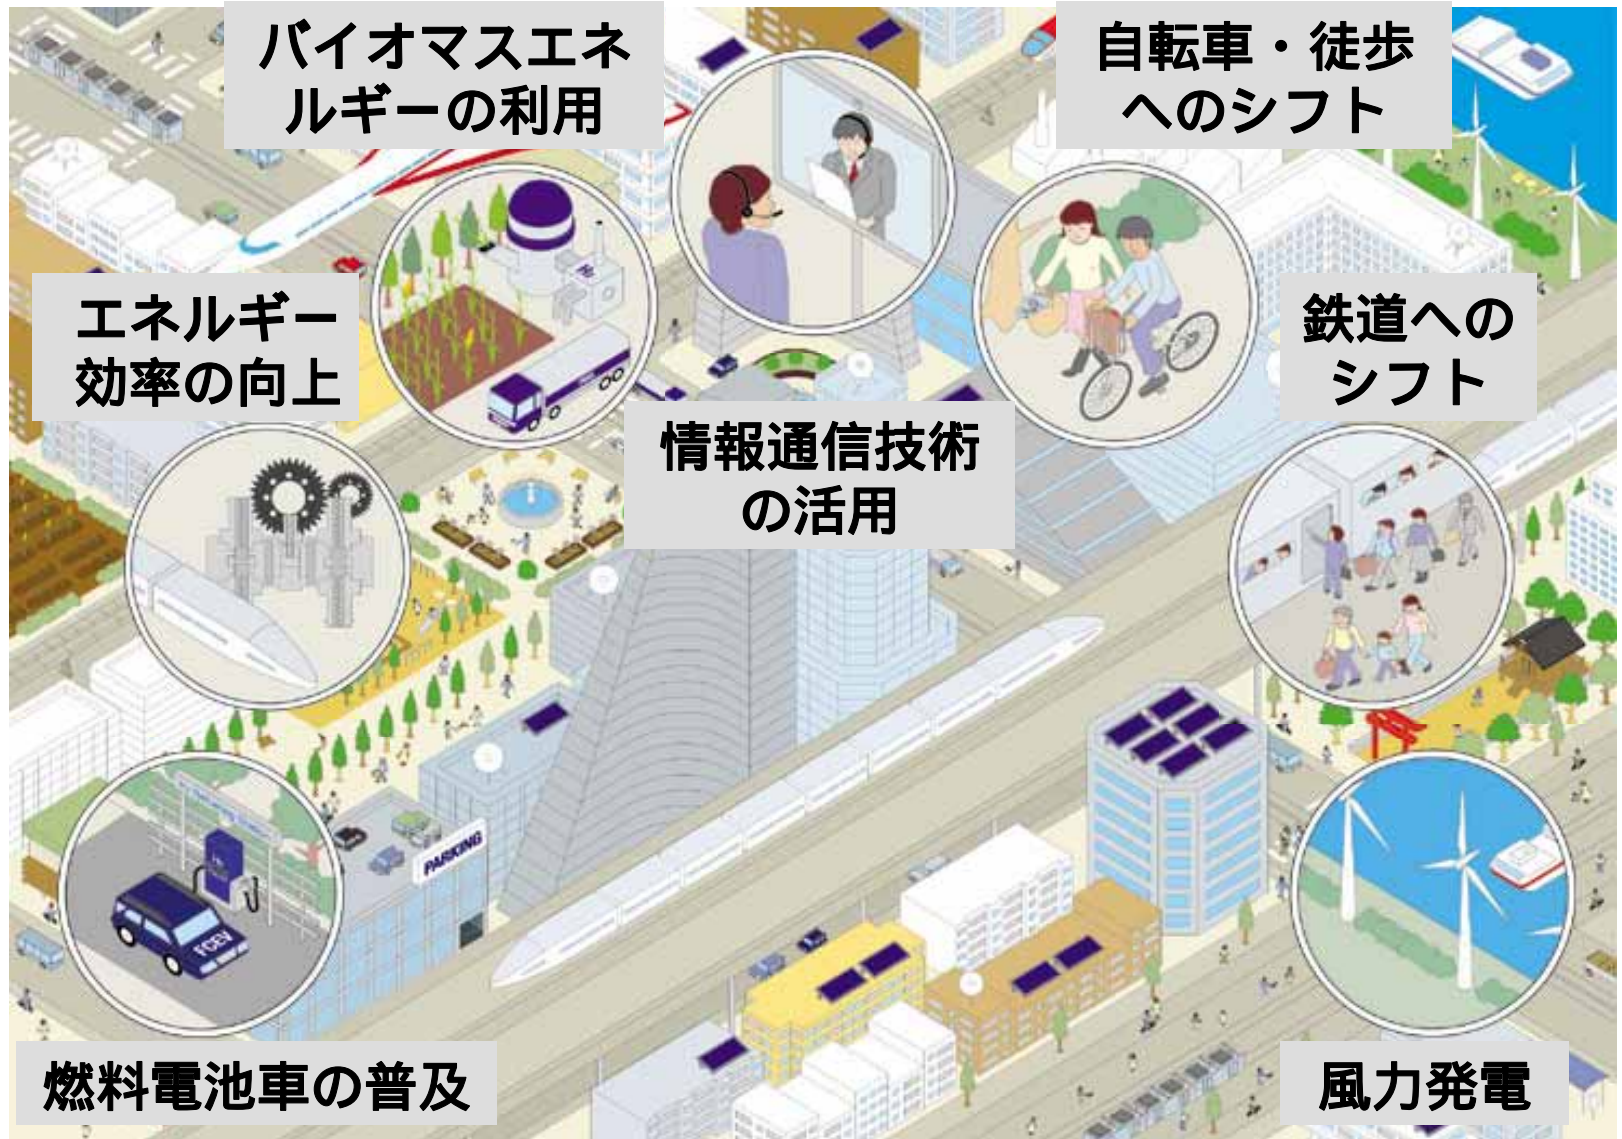 バイオマスエネ
ルギーの利用
自転車・徒歩
へのシフト
エネルギー
効率の向上
鉄道への
シフト
情報通信技術
の活用
PARKING
FCEV
燃料電池車の普及
風力発電